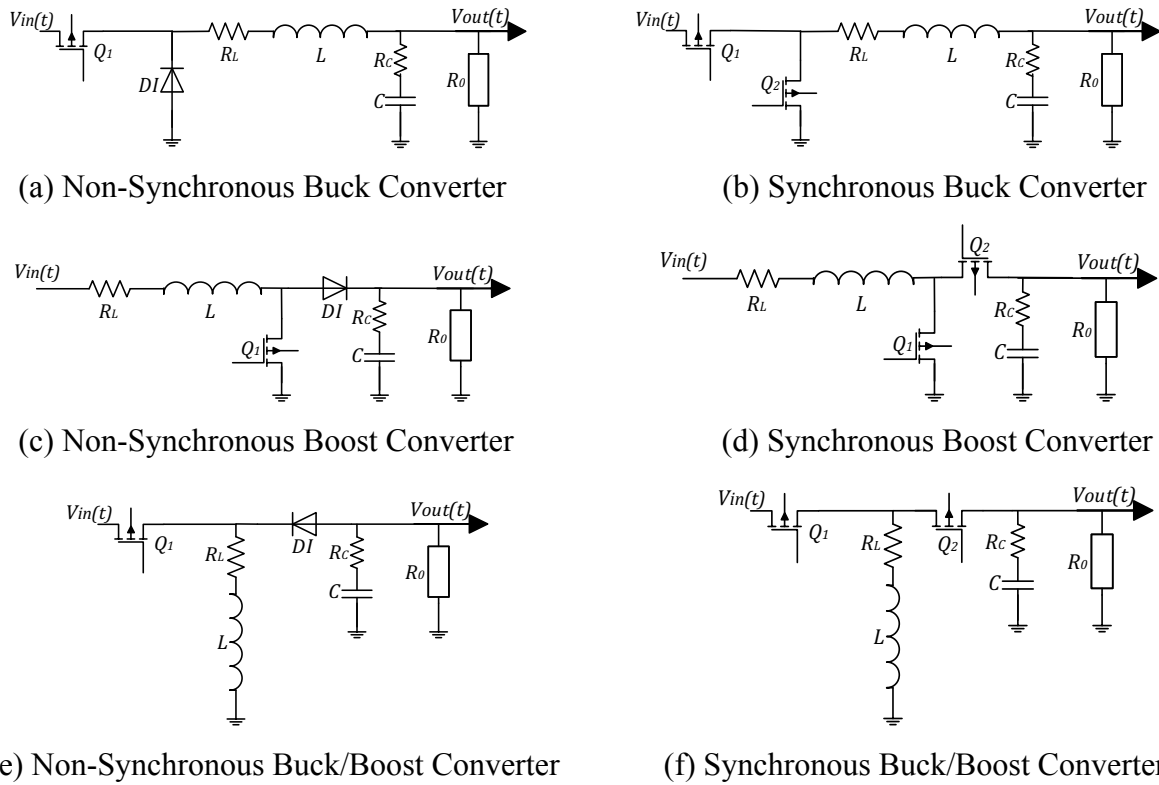 Vin(t) Q1 DI RL L RC C Vout(t) R0
Vin(t) Q1 Q2 RL L RC C Vout(t) R0
(a) Non-Synchronous Buck Converter
(b) Synchronous Buck Converter
Vin(t) RL L Q1 DI RC C Vout(t) R0
Vin(t) RL L Q1 Q2 RC C Vout(t) R0
(c) Non-Synchronous Boost Converter
(d) Synchronous Boost Converter
Vin(t) Q1 RL L DI RC C Vout(t) R0
Vin(t) Q1 RL L Q2 RC C Vout(t) R0
e) Non-Synchronous Buck/Boost Converter
(f) Synchronous Buck/Boost Converter